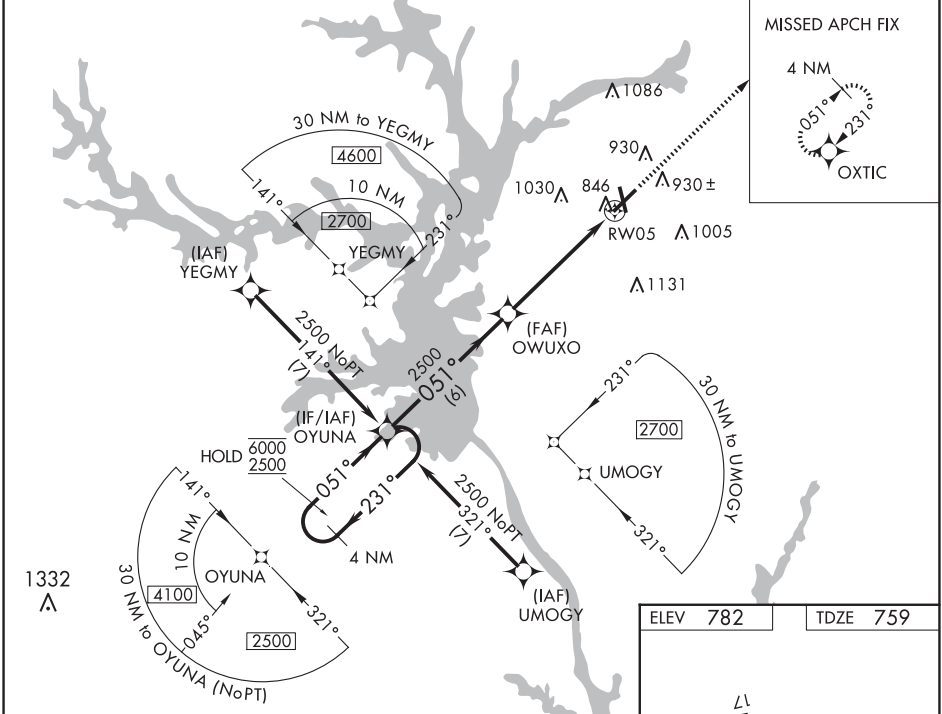 MISSED APCH FIX
4 NM
051°
231°
OXTIC
1086
30 NM to YEGMY
4600
930
141°
10 NM
2700
231°
1030
846
930 ±
YEGMY
RW05
1005
(IAF)
YEGMY
1131
2500 NoPT
141°
(7)
(FAF)
OWUXO
2500
051°
(6)
(IF/IAF)
OYUNA
231°
30 NM to UMOGY
2700
HOLD 6000
2500
051°
231°
UMOGY
2500 NoPT
321°
(7)
321°
141°
10 NM
4 NM
OYUNA
1332
30 NM to OYUNA (NoPT)
4100
045°
321°
2500
(IAF)
UMOGY
ELEV 782
TDZE 759
17